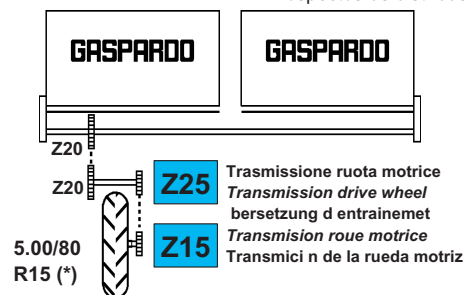 GASPARDO GASPARDO
Z20
Z20
Z25
Z15
Trasmissione ruota motrice
Transmission drive wheel
bersetzung d entrainemet
Transmision roue motrice
Transmici n de la rueda motriz
5.00/80
R15 (*)